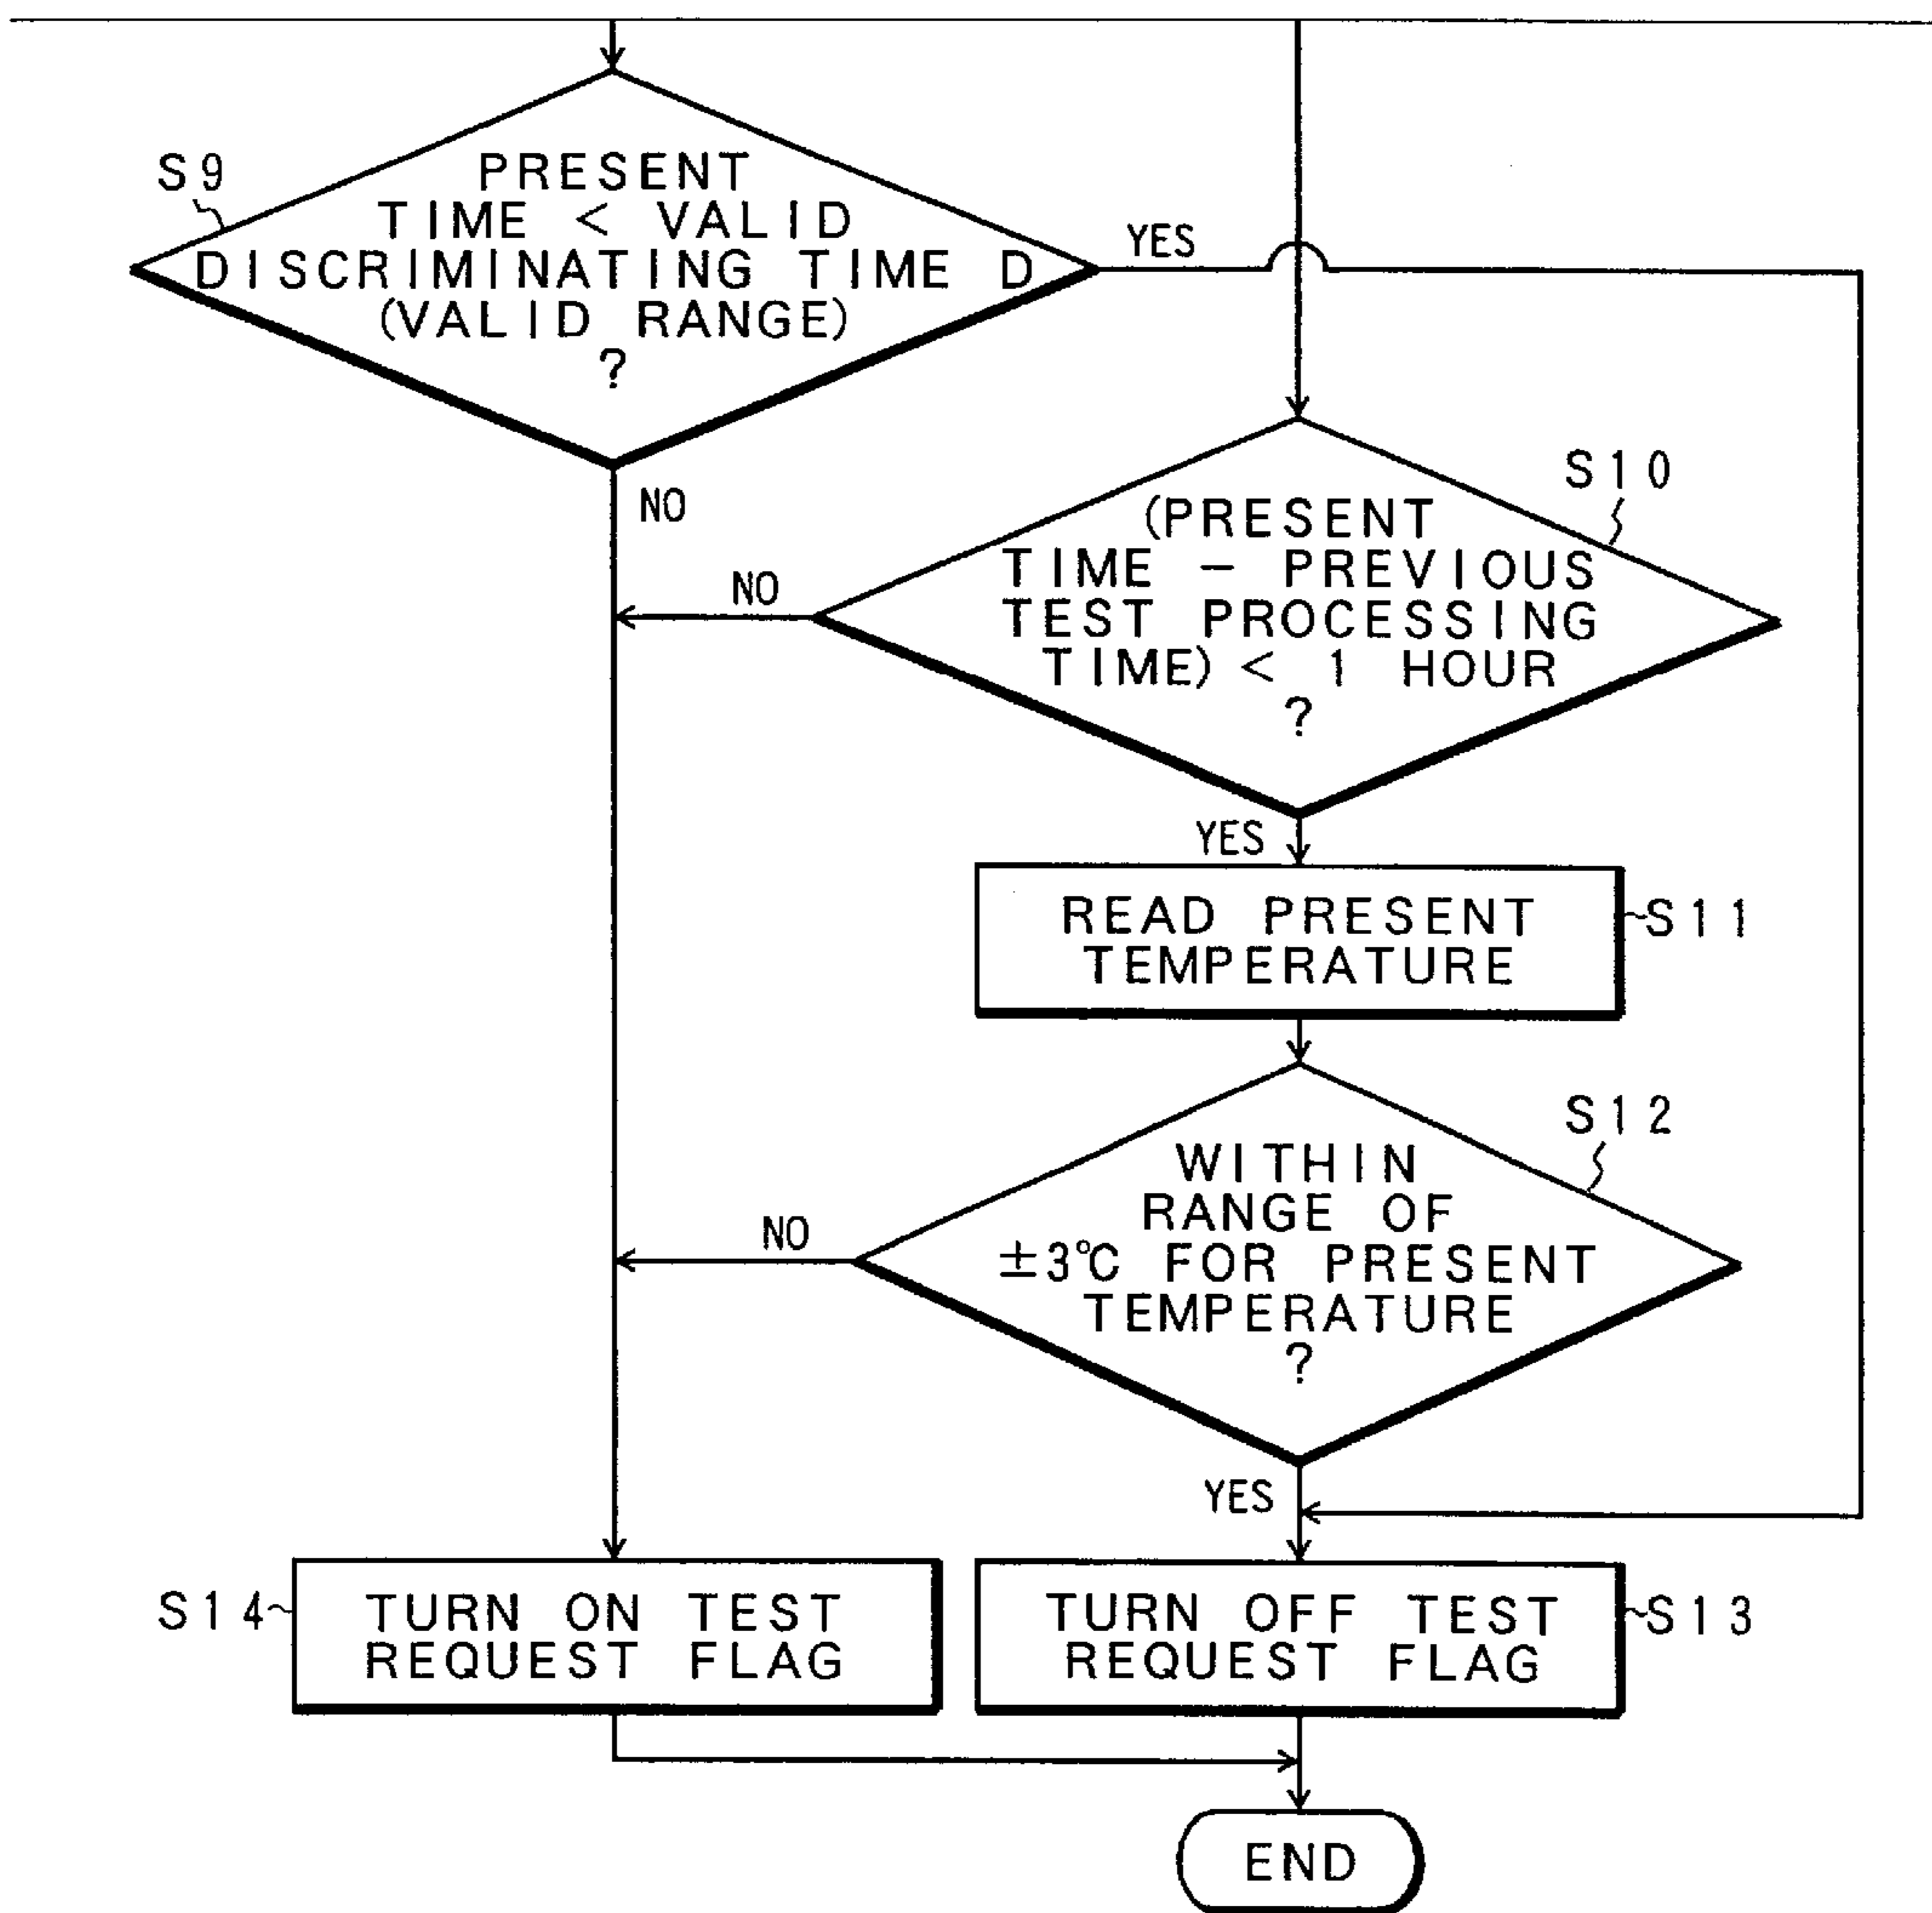 S9
PRESENT
TIME < VALID
DISCRIMINATING TIME D
(VALID RANGE)
?
YES
NO
S10
(PRESENT
TIME – PREVIOUS
TEST PROCESSING
TIME) < 1 HOUR
?
NO
YES
READ PRESENT
TEMPERATURE
S11
S12
WITHIN
RANGE OF
±3℃ FOR PRESENT
TEMPERATURE
?
NO
YES
S14
TURN ON TEST
REQUEST FLAG
TURN OFF TEST
REQUEST FLAG
S13
END